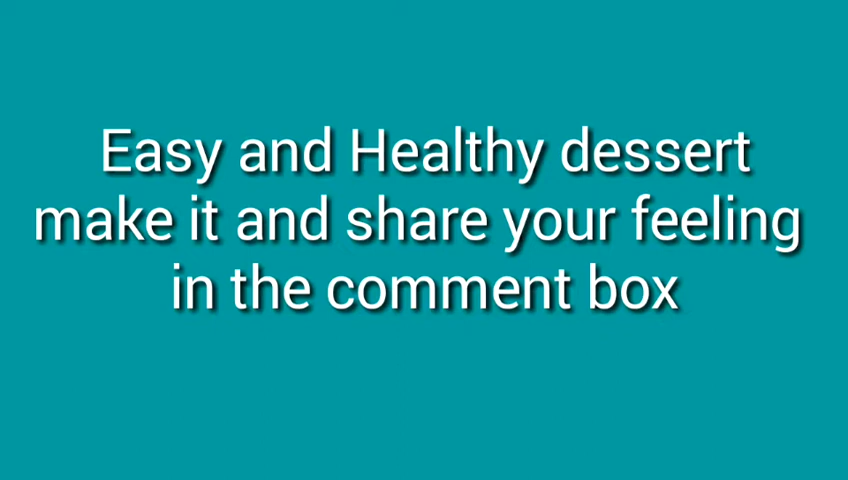 Easy and Healthy dessert
make it and share your feeling
in the comment box